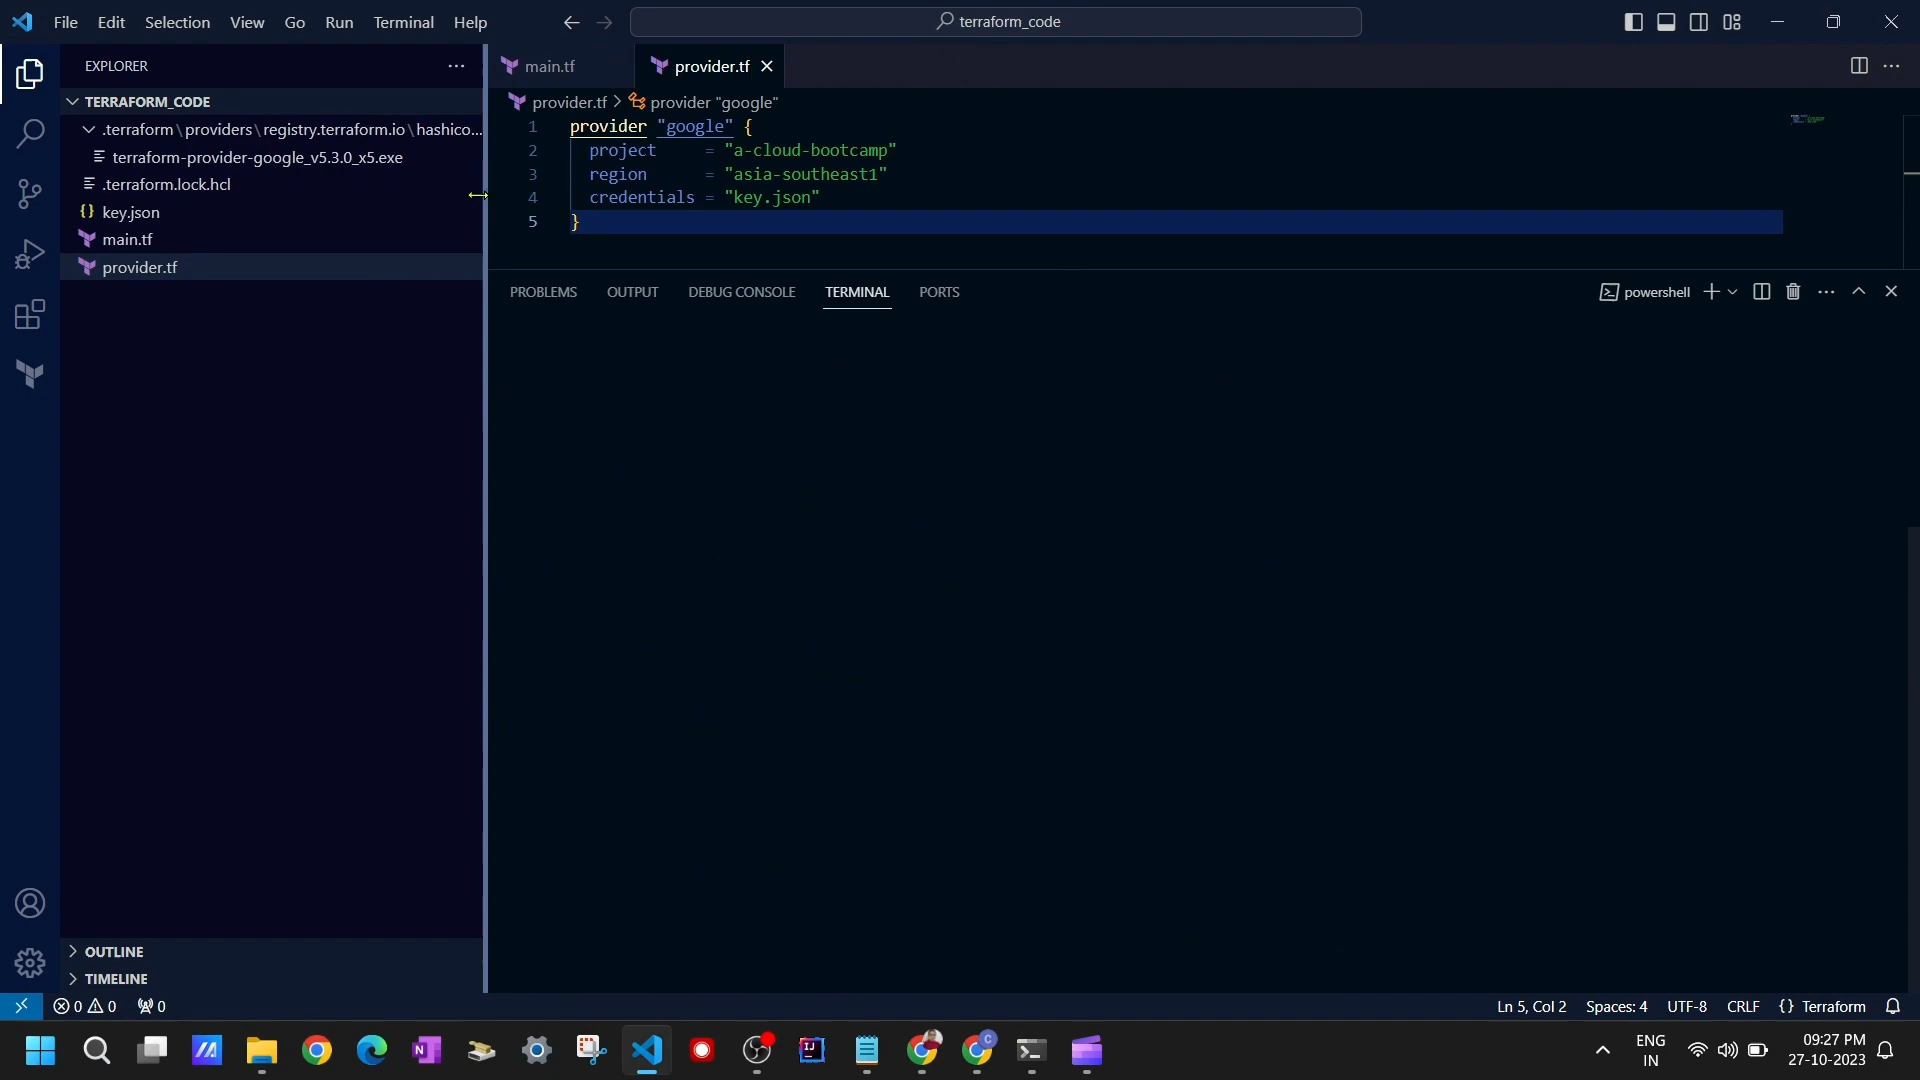 File Edit Selection View Go Run Terminal Help
terraform_code
EXPLORER
TERRAFORM_CODE
.terraform\providers\registry.terraform.io\hashico...
terraform-provider-google_v5.3.0_x5.exe
.terraform.lock.hcl
{} key.json
main.tf
provider.tf
OUTLINE
TIMELINE
main.tf
provider.tf
provider.tf > provider "google"
1 provider "google" {
2 project = "a-cloud-bootcamp"
3 region = "asia-southeast1"
4 credentials = "key.json"
5 }
PROBLEMS OUTPUT DEBUG CONSOLE TERMINAL PORTS
powershell
0 0 0
Ln 5, Col 2 Spaces: 4 UTF-8 CRLF {} Terraform
ENG
IN
09:27 PM
27-10-2023